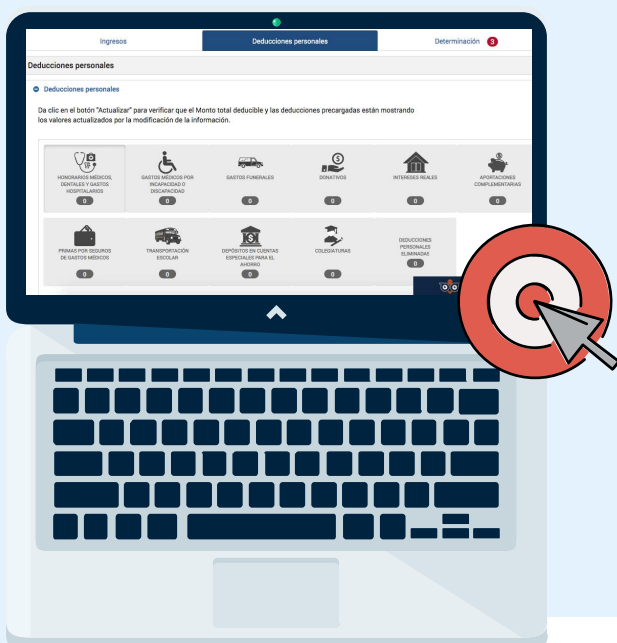 Ingresos
Deducciones personales
Determinación 3
Deducciones personales
Deducciones personales
Da clic en el botón "Actualizar" para verificar que el Monto total deducible y las deducciones precargadas están mostrando
los valores actualizados por la modificación de la información.
HONORARIOS MÉDICOS,
DENTALES Y GASTOS
HOSPITALARIOS
0
GASTOS MÉDICOS POR
INCAPACIDAD O
DISCAPACIDAD
0
GASTOS FUNERALES
0
DONATIVOS
0
INTERESES REALES
0
APORTACIONES
COMPLEMENTARIAS
0
PRIMAS POR SEGUROS
DE GASTOS MÉDICOS
0
TRANSPORTACIÓN
ESCOLAR
0
DEPÓSITOS EN CUENTAS
ESPECIALES PARA EL
AHORRO
0
COLEGIATURAS
0
DEDUCCIONES
PERSONALES
ELIMINADAS
0